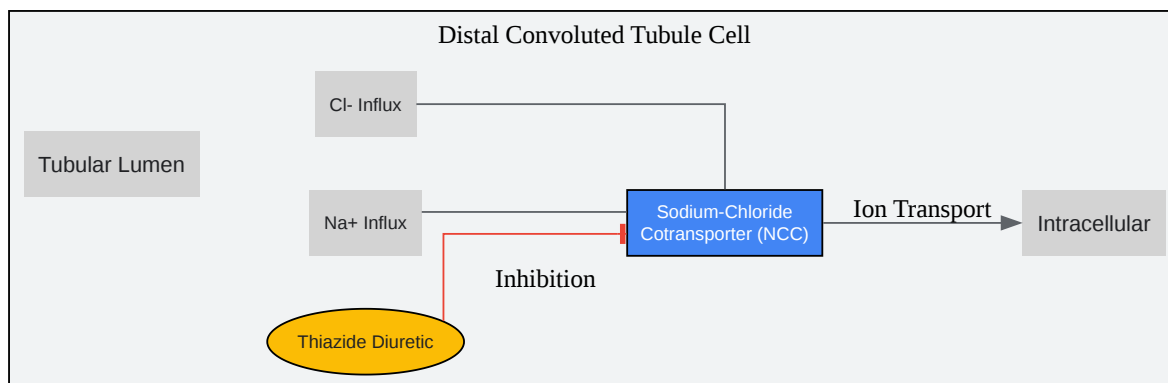 Distal Convoluted Tubule Cell
Cl- Influx
Tubular Lumen
Na+ Influx
Sodium-Chloride
Cotransporter (NCC)
Ion Transport
Intracellular
Inhibition
Thiazide Diuretic